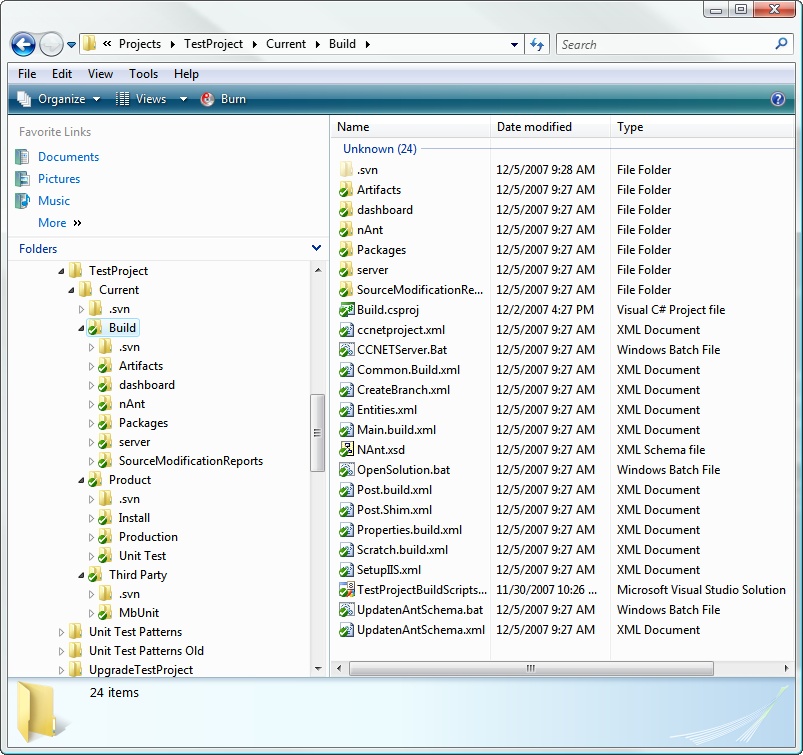 « Projects ▸ TestProject ▸ Current ▸ Build ▸ Search
File Edit View Tools Help
Organize Views Burn
Favorite Links
Documents
Pictures
Music
More »
Folders
TestProject
Current
.svn
Build
.svn
Artifacts
dashboard
nAnt
Packages
server
SourceModificationReports
Product
.svn
Install
Production
Unit Test
Third Party
.svn
MbUnit
Unit Test Patterns
Unit Test Patterns Old
UpgradeTestProject
Name Date modified Type
Unknown (24)
.svn 12/5/2007 9:28 AM File Folder
Artifacts 12/5/2007 9:27 AM File Folder
dashboard 12/5/2007 9:27 AM File Folder
nAnt 12/5/2007 9:27 AM File Folder
Packages 12/5/2007 9:27 AM File Folder
server 12/5/2007 9:27 AM File Folder
SourceModificationRe... 12/5/2007 9:27 AM File Folder
Build.csproj 12/2/2007 4:27 PM Visual C# Project file
ccnetproject.xml 12/5/2007 9:27 AM XML Document
CCNETServer.Bat 12/5/2007 9:27 AM Windows Batch File
Common.Build.xml 12/5/2007 9:27 AM XML Document
CreateBranch.xml 12/5/2007 9:27 AM XML Document
Entities.xml 12/5/2007 9:27 AM XML Document
Main.build.xml 12/5/2007 9:27 AM XML Document
NAnt.xsd 12/5/2007 9:27 AM XML Schema file
OpenSolution.bat 12/5/2007 9:27 AM Windows Batch File
Post.build.xml 12/5/2007 9:27 AM XML Document
Post.Shim.xml 12/5/2007 9:27 AM XML Document
Properties.build.xml 12/5/2007 9:27 AM XML Document
Scratch.build.xml 12/5/2007 9:27 AM XML Document
SetupIIS.xml 12/5/2007 9:27 AM XML Document
TestProjectBuildScripts... 11/30/2007 10:26 ... Microsoft Visual Studio Solution
UpdatenAntSchema.bat 12/5/2007 9:27 AM Windows Batch File
UpdatenAntSchema.xml 12/5/2007 9:27 AM XML Document
24 items